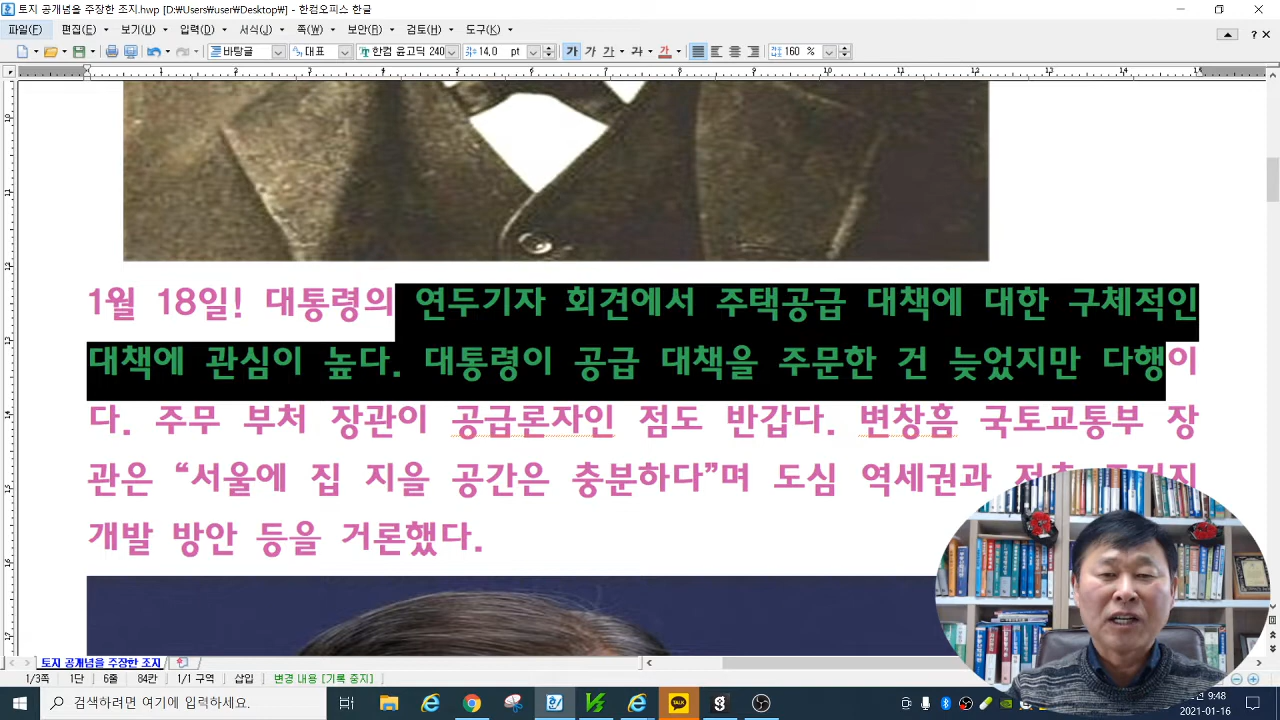 토지 공개념을 주장한 조지.hwp [D:₩Users₩user₩Desktop₩] - 한컴오피스 한글
파일(F) 편집(E) 보기(U) 입력(D) 서식(J) 쪽(W) 보안(R) 검토(H) 도구(K)
바탕글 대표 한컴 윤고딕 240 14,0 pt 가 가 가 가 가 가 160 %
1월 18일! 대통령의 연두기자 회견에서 주택공급 대책에 대한 구체적인
대책에 관심이 높다. 대통령이 공급 대책을 주문한 건 늦었지만 다행이
다. 주무 부처 장관이 공급론자인 점도 반갑다. 변창흠 국토교통부 장
관은 “서울에 집 지을 공간은 충분하다”며 도심 역세권과
개발 방안 등을 거론했다.
토지 공개념을 주장한 조지
1/3쪽 1단 6줄 84칸 1/1 구역 삽입 변경 내용 [기록 중지]
검색하려면 여기에 입력하십시오. TALK 9:48
2021-01-16